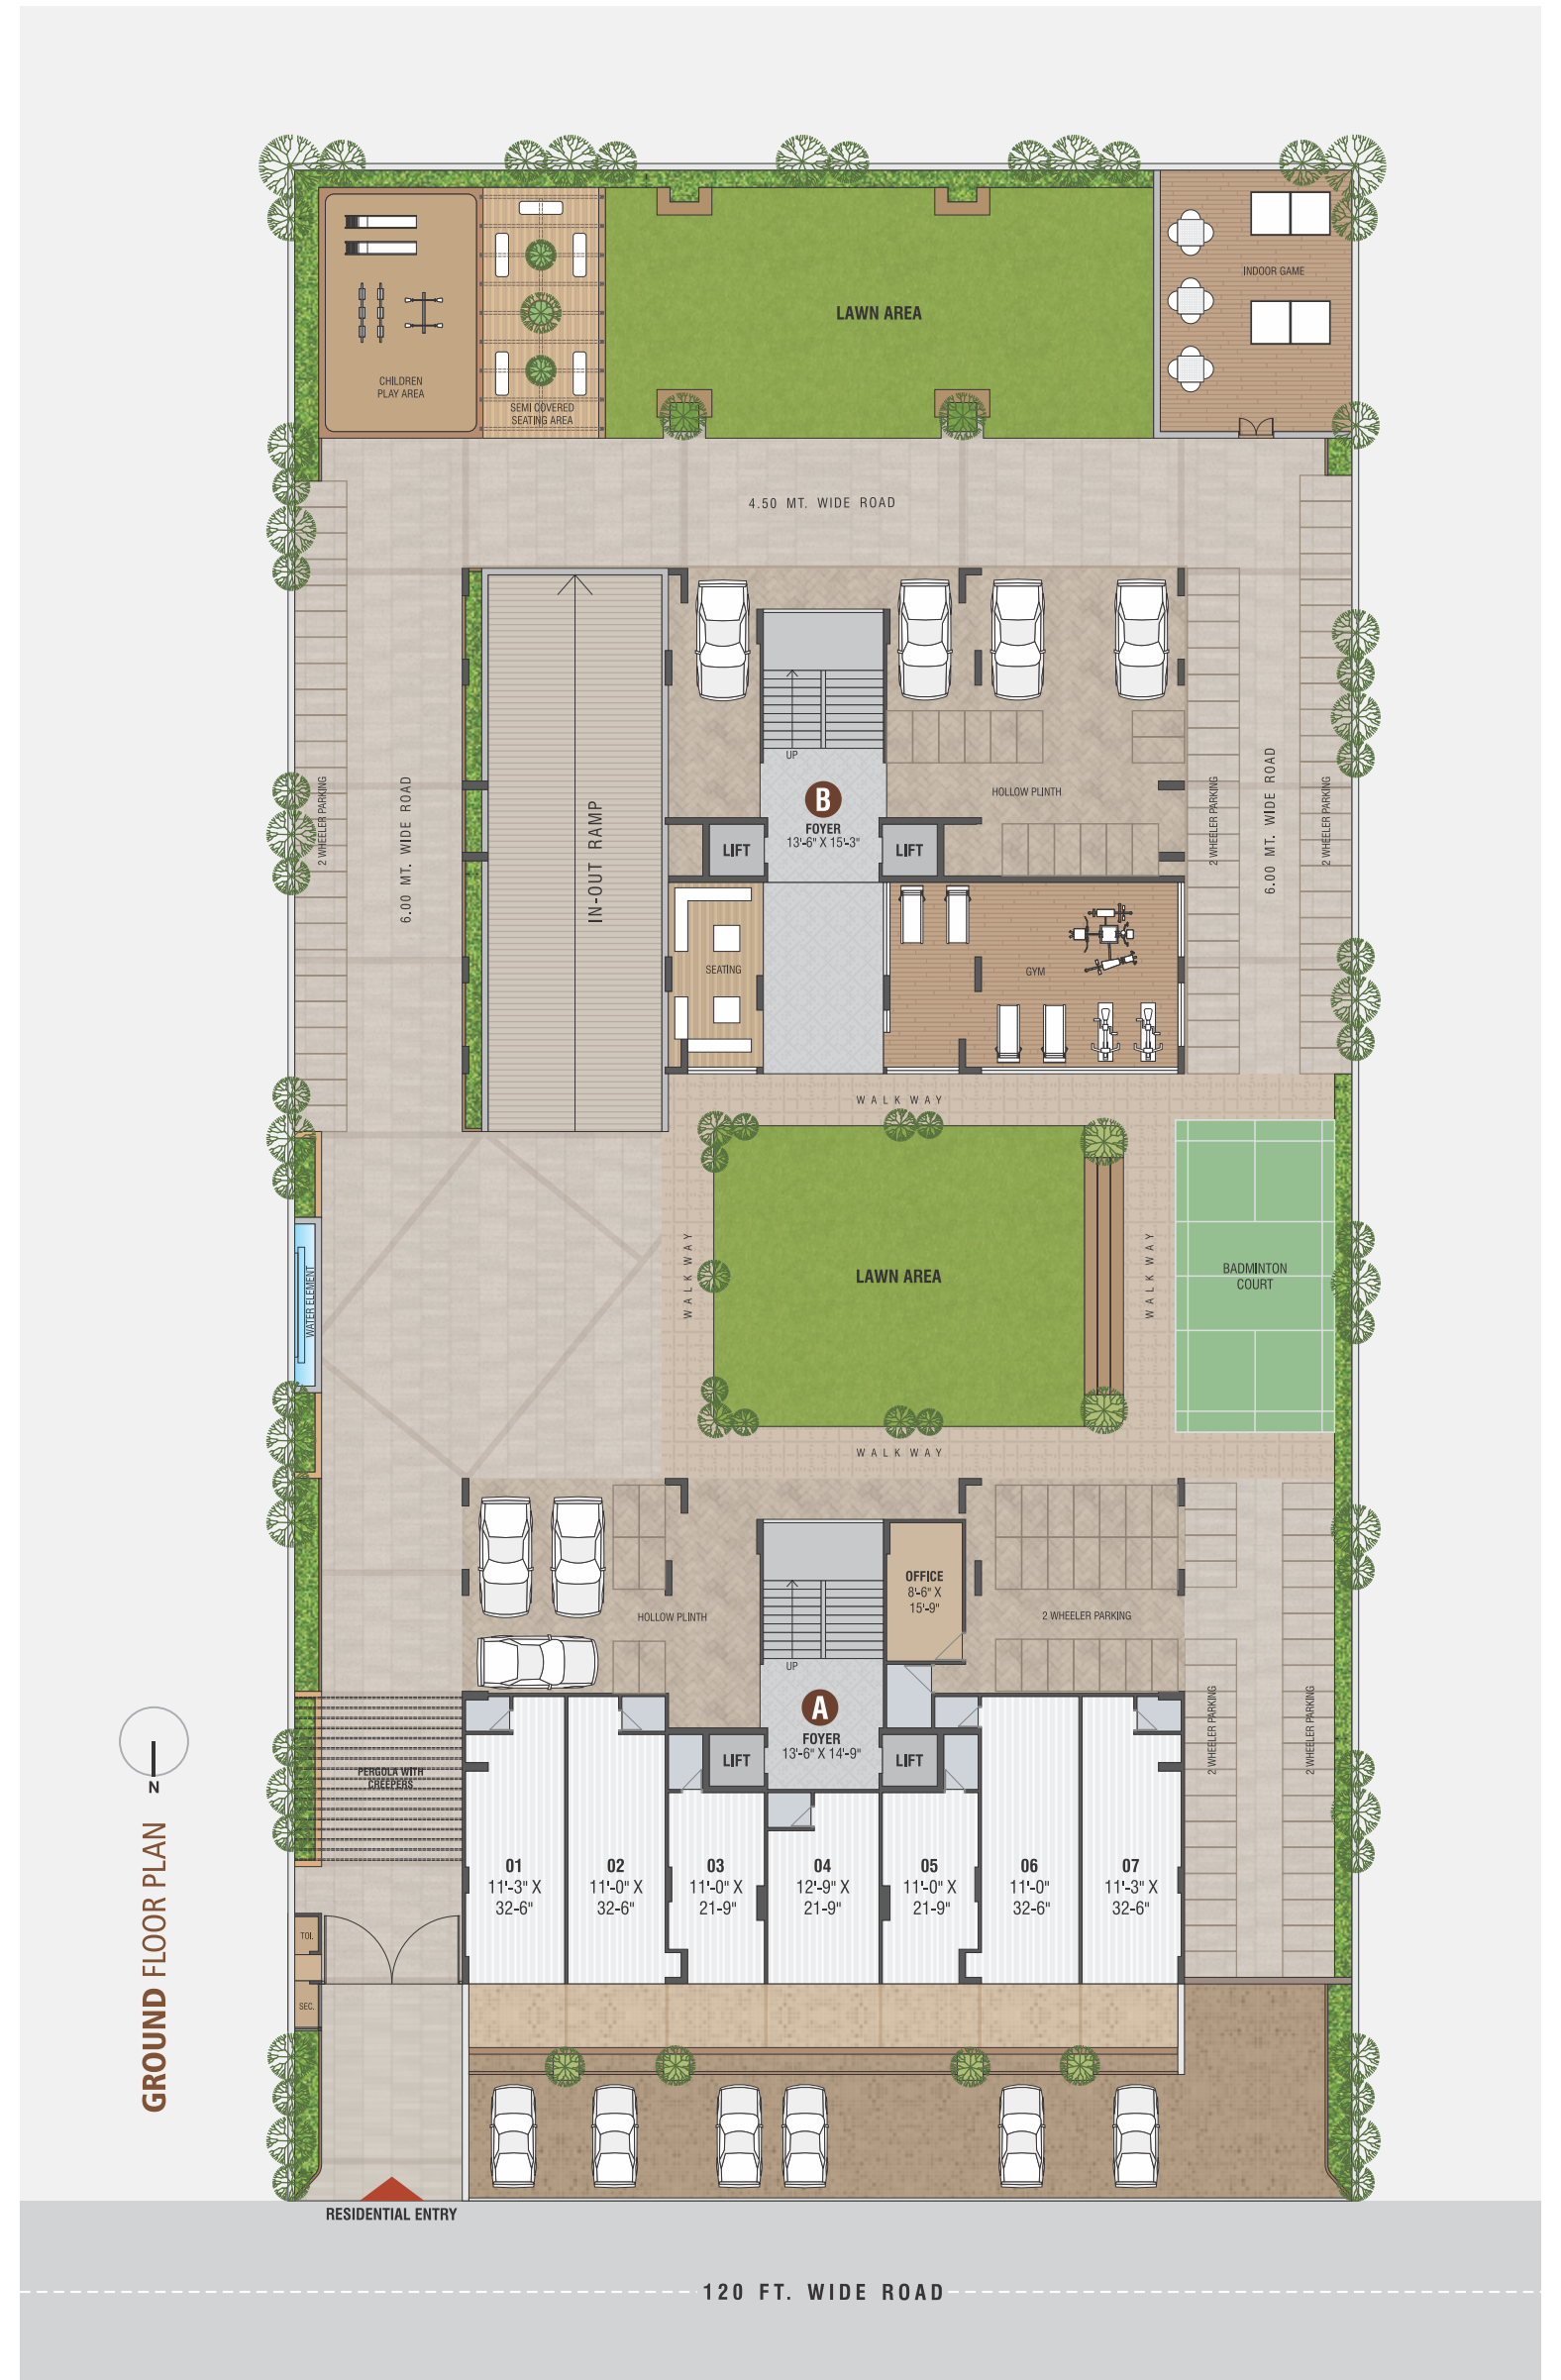 INDOOR GAME
LAWN AREA
CHILDREN
PLAY AREA
SEMI COVERED
SEATING AREA
4.50 MT. WIDE ROAD
2 WHEELER PARKING
6.00 MT. WIDE ROAD
IN-OUT RAMP
UP
B
FOYER
13'-6" X 15'-3"
LIFT
LIFT
HOLLOW PLINTH
2 WHEELER PARKING
6.00 MT. WIDE ROAD
2 WHEELER PARKING
SEATING
GYM
WALK WAY
WALK WAY
LAWN AREA
WALK WAY
BADMINTON
COURT
WATER ELEMENT
WALK WAY
OFFICE
8'-6" X
15'-9"
HOLLOW PLINTH
2 WHEELER PARKING
UP
A
FOYER
13'-6" X 14'-9"
LIFT
LIFT
2 WHEELER PARKING
2 WHEELER PARKING
PERGOLA WITH
CREEPERS
N
01
11'-3" X
32-6"
02
11'-0" X
32-6"
03
11'-0" X
21-9"
04
12'-9" X
21-9"
05
11'-0" X
21-9"
06
11'-0"
32-6"
07
11'-3" X
32-6"
TOI.
SEC.
GROUND FLOOR PLAN
RESIDENTIAL ENTRY
120 FT. WIDE ROAD